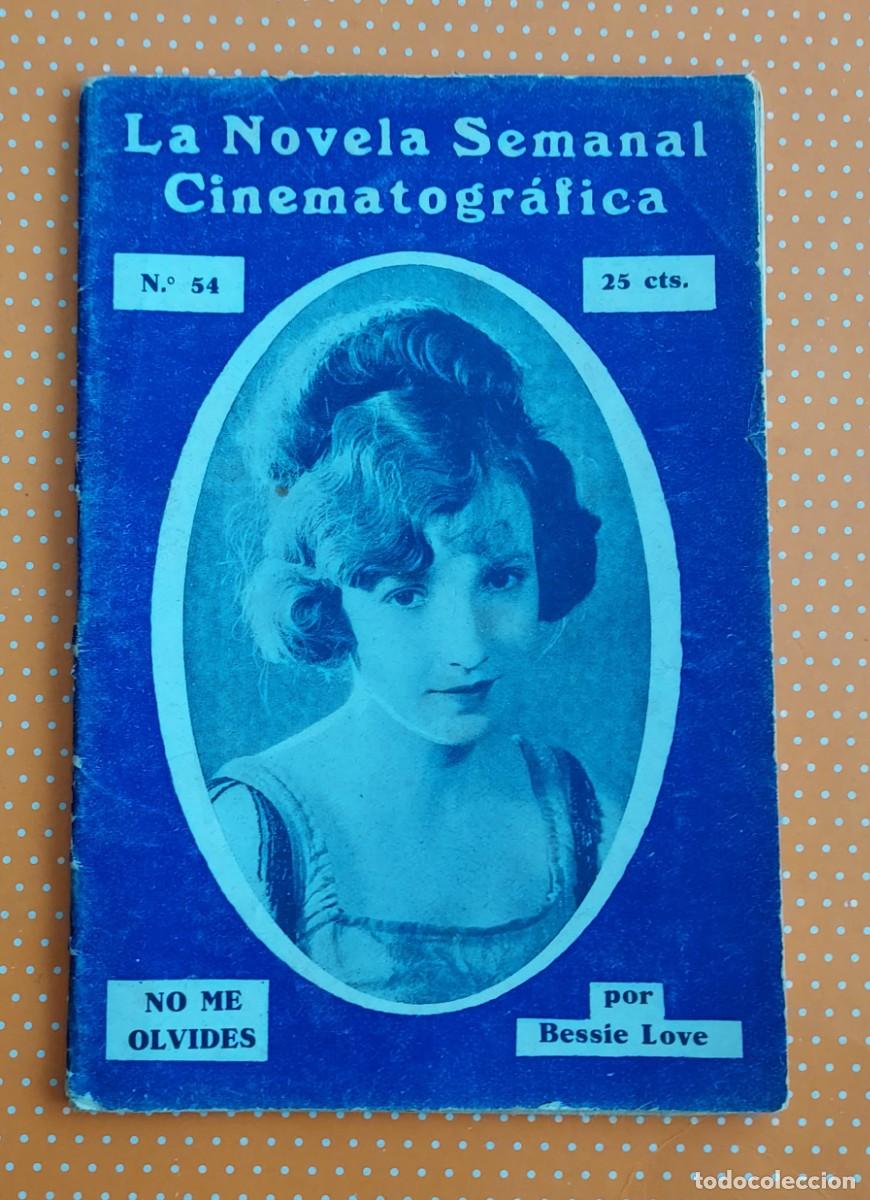 La Novela Semanal
Cinematográfica
N.º 54
25 cts.
NO ME
OLVIDES
por
Bessie Love
todocoleccion